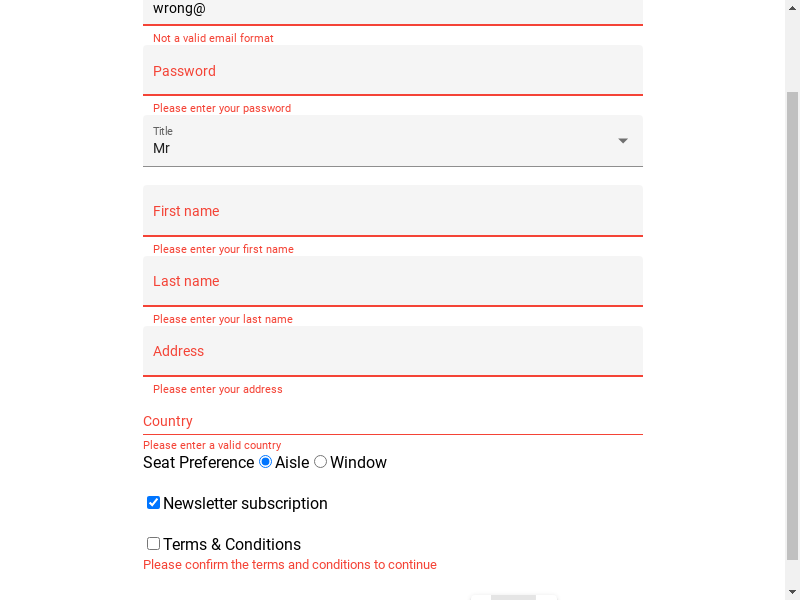 wrong@
Not a valid email format
Password
Please enter your password
Title
Mr
First name
Please enter your first name
Last name
Please enter your last name
Address
Please enter your address
Country
Please enter a valid country
Seat Preference Aisle Window
Newsletter subscription
Terms & Conditions
Please confirm the terms and conditions to continue